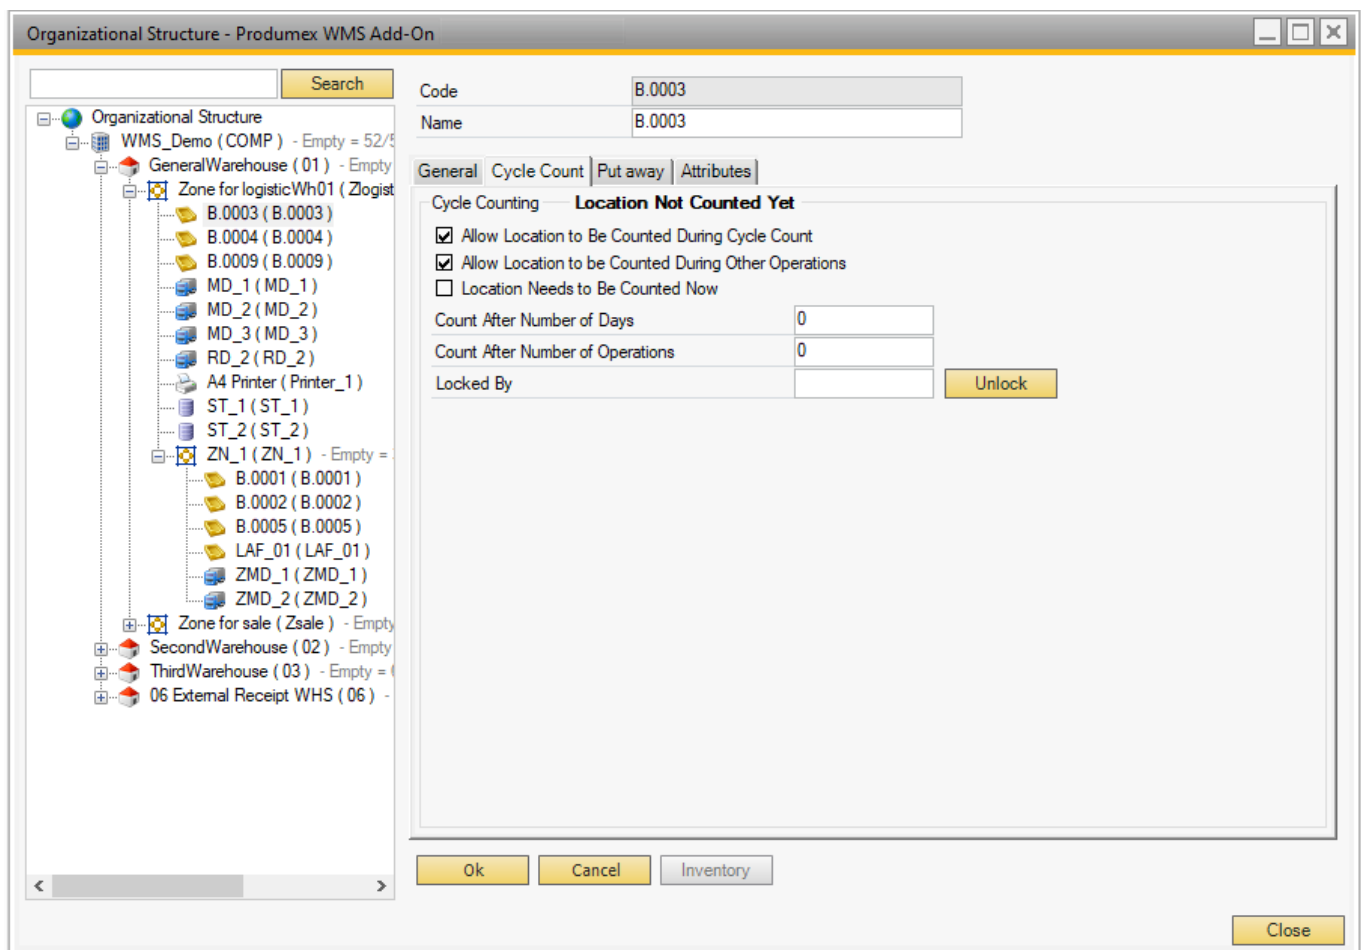 Organizational Structure - Produmex WMS Add-On
Search
Organizational Structure
WMS_Demo ( COMP ) - Empty = 52/5
GeneralWarehouse ( 01 ) - Empty
Zone for logisticWh01 ( Zlogist
B.0003 ( B.0003 )
B.0004 ( B.0004 )
B.0009 ( B.0009 )
MD_1 ( MD_1 )
MD_2 ( MD_2 )
MD_3 ( MD_3 )
RD_2 ( RD_2 )
A4 Printer ( Printer_1 )
ST_1 ( ST_1 )
ST_2 ( ST_2 )
ZN_1 ( ZN_1 ) - Empty =
B.0001 ( B.0001 )
B.0002 ( B.0002 )
B.0005 ( B.0005 )
LAF_01 ( LAF_01 )
ZMD_1 ( ZMD_1 )
ZMD_2 ( ZMD_2 )
Zone for sale ( Zsale ) - Empty
SecondWarehouse ( 02 ) - Empty
ThirdWarehouse ( 03 ) - Empty =
06 External Receipt WHS ( 06 ) -
Code B.0003
Name B.0003
General Cycle Count Put away Attributes
Cycle Counting Location Not Counted Yet
Allow Location to Be Counted During Cycle Count
Allow Location to be Counted During Other Operations
Location Needs to Be Counted Now
Count After Number of Days 0
Count After Number of Operations 0
Locked By Unlock
Ok Cancel Inventory
Close